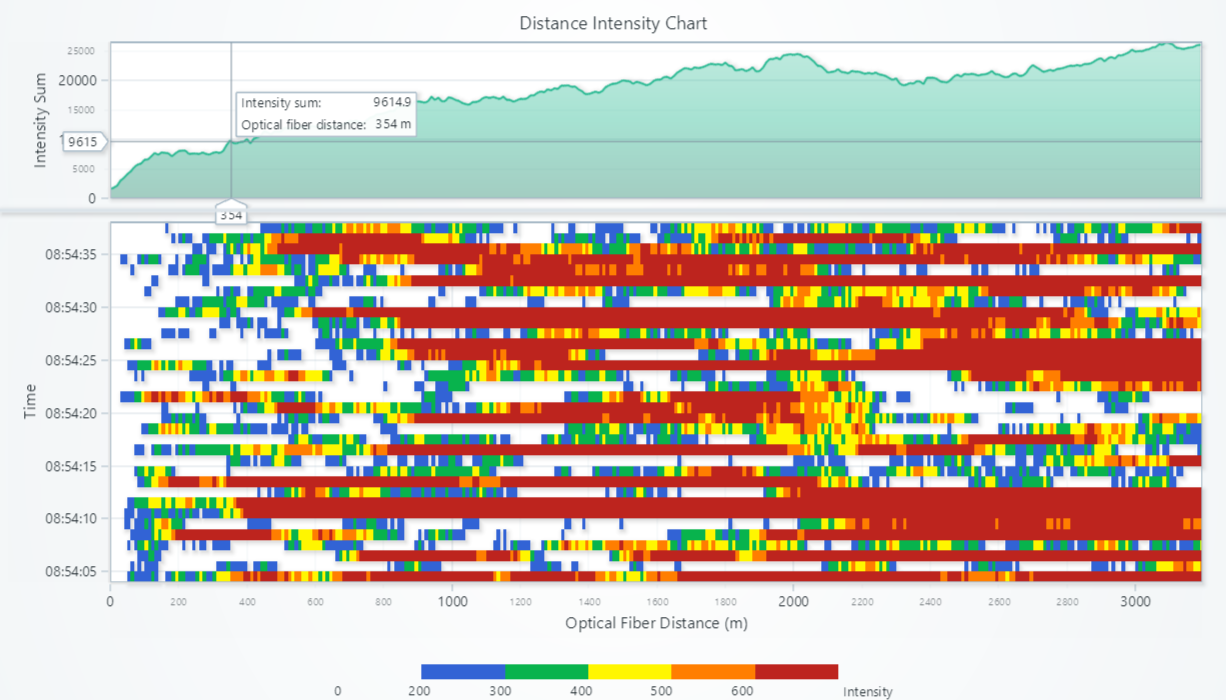 Distance Intensity Chart
Intensity Sum
25000
20000
15000
5000
0
9615
Intensity sum: 9614.9
Optical fiber distance: 354 m
354
Time
08:54:35
08:54:30
08:54:25
08:54:20
08:54:15
08:54:10
08:54:05
0 200 400 600 800 1000 1200 1400 1600 1800 2000 2200 2400 2600 2800 3000
Optical Fiber Distance (m)
0 200 300 400 500 600 Intensity